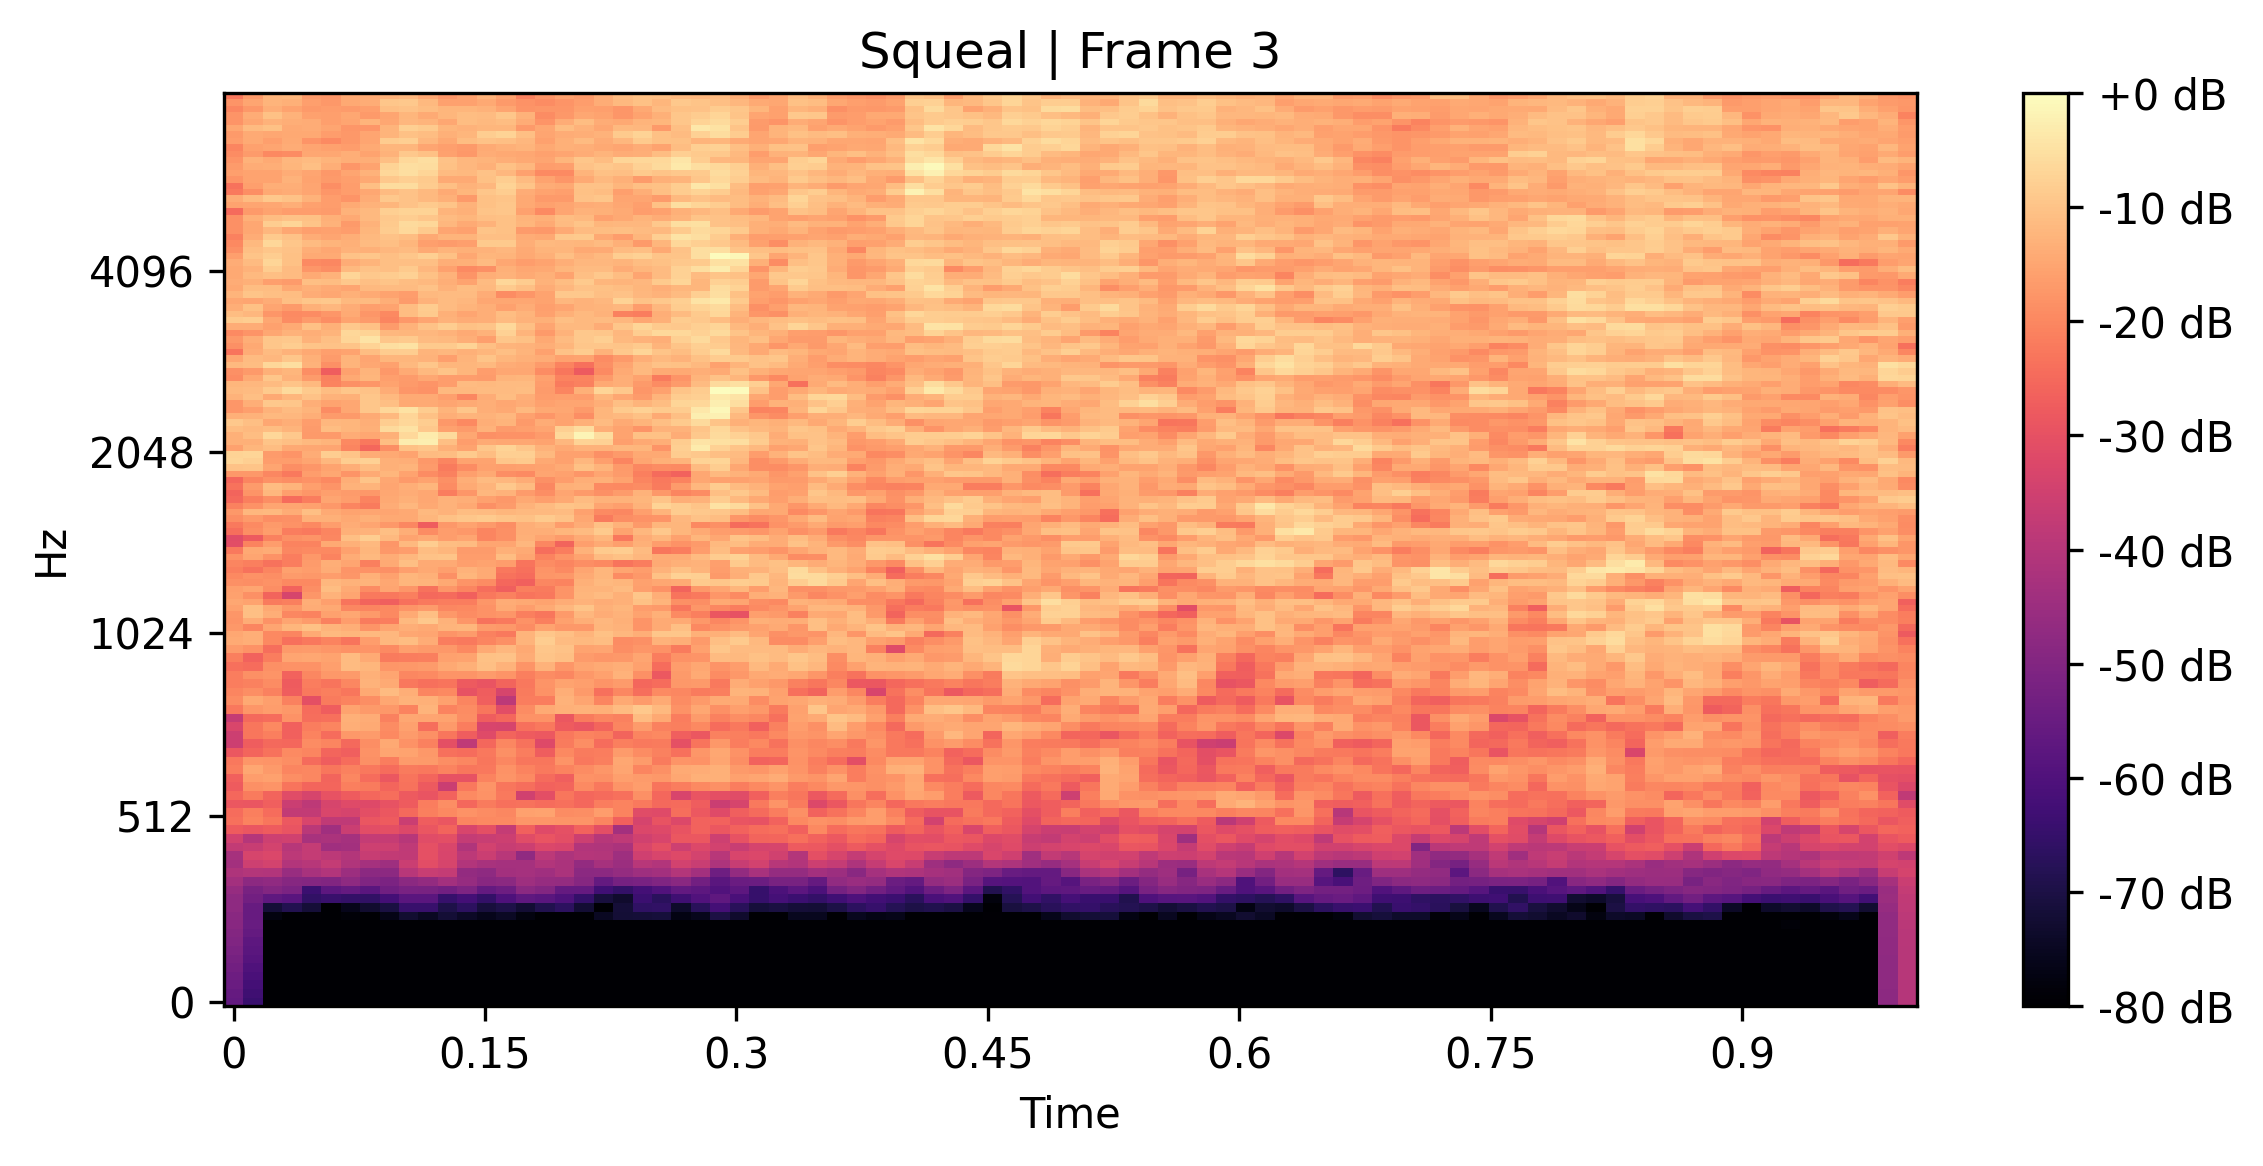 Squeal | Frame 3
Hz
4096
2048
1024
512
0
0 0.15 0.3 0.45 0.6 0.75 0.9
Time
+0 dB
-10 dB
-20 dB
-30 dB
-40 dB
-50 dB
-60 dB
-70 dB
-80 dB